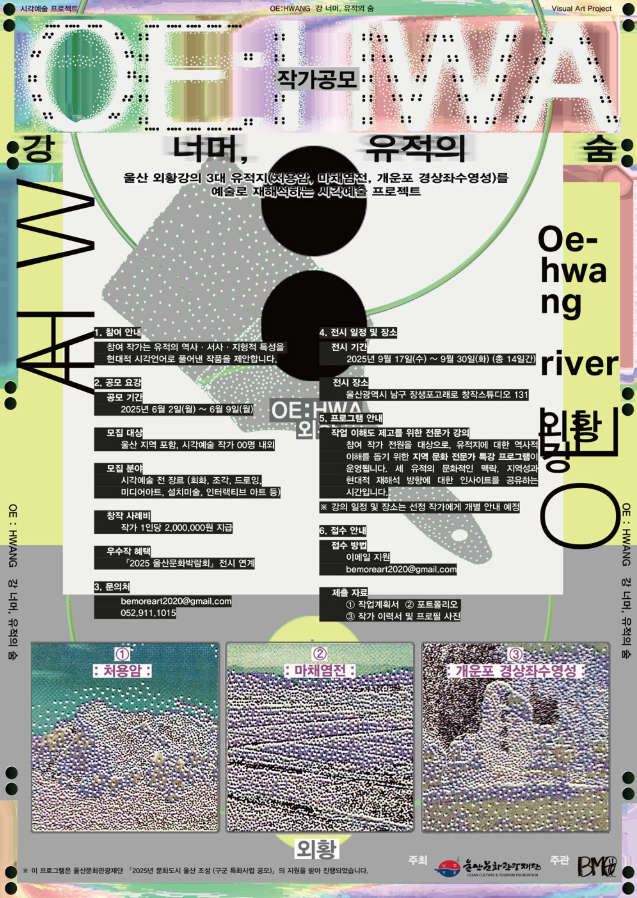 시각예술 프로젝트
OE:HWANG 강 너머, 유적의 숨
Visual Art Project
OE:HWA
작가공모
강 너머, 유적의 숨
울산 외황강의 3대 유적지(처용암, 마채염전, 개운포 경상좌수영성)를
예술로 재해석하는 시각예술 프로젝트
Oe-
hwa
ng
river
외황
강
1. 참여 안내
참여 작가는 유적의 역사 · 서사 · 지형적 특성을
현대적 시각언어로 풀어낸 작품을 제안합니다.
2. 공모 요강
공모 기간
2025년 6월 2일(월) ~ 6월 9일(월)
모집 대상
울산 지역 포함, 시각예술 작가 00명 내외
모집 분야
시각예술 전 장르 (회화, 조각, 드로잉,
미디어아트, 설치미술, 인터랙티브 아트 등)
창작 사례비
작가 1인당 2,000,000원 지급
우수작 혜택
「2025 울산문화박람회」 전시 연계
3. 문의처
bemoreart2020@gmail.com
052.911.1015
4. 전시 일정 및 장소
전시 기간
2025년 9월 17일(수) ~ 9월 30일(화) (총 14일간)
전시 장소
울산광역시 남구 장생포고래로 창작스튜디오 131
OE:HWA
5. 프로그램 안내
작업 이해도 제고를 위한 전문가 강의
참여 작가 전원을 대상으로, 유적지에 대한 역사적
이해를 돕기 위한 지역 문화 전문가 특강 프로그램이
운영됩니다. 세 유적의 문화적인 맥락, 지역성과
현대적 재해석 방향에 대한 인사이트를 공유하는
시간입니다.
※ 강의 일정 및 장소는 선정 작가에게 개별 안내 예정
6. 접수 안내
접수 방법
이메일 지원
bemoreart2020@gmail.com
제출 자료
① 작업계획서 ② 포트폴리오
③ 작가 이력서 및 프로필 사진
OE : HWANG 강 너머, 유적의 숨
OE : HWANG 강 너머, 유적의 숨
①
: 처용암 :
②
: 마채염전 :
③
: 개운포 경상좌수영성 :
외황
주최
울산문화관광재단
ULSAN CULTURE & TOURISM FOUNDATION
주관
BMA
※ 이 프로그램은 울산문화관광재단 「2025년 문화도시 울산 조성 (구군 특화사업 공모)」의 지원을 받아 진행되었습니다.